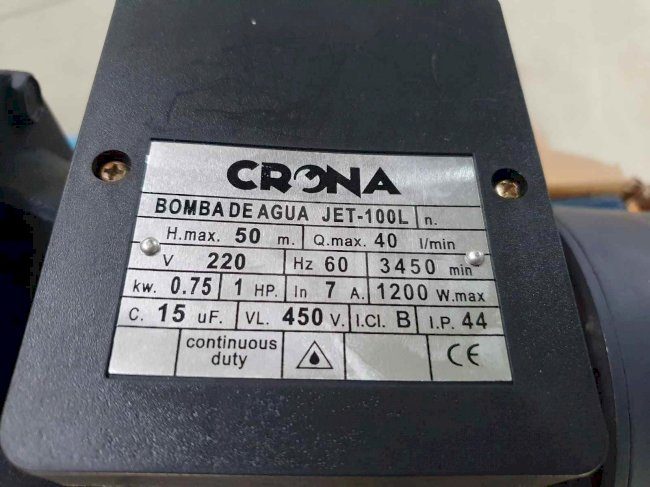 CRONA
BOMBA DE AGUA JET-100L n.
H.max. 50 m. Q.max. 40 l/min
V 220 Hz 60 3450 min
kw. 0.75 1 HP. In 7 A. 1200 W.max
C. 15 uF. VL. 450 V. I.Cl. B I.P. 44
continuous
duty
CE